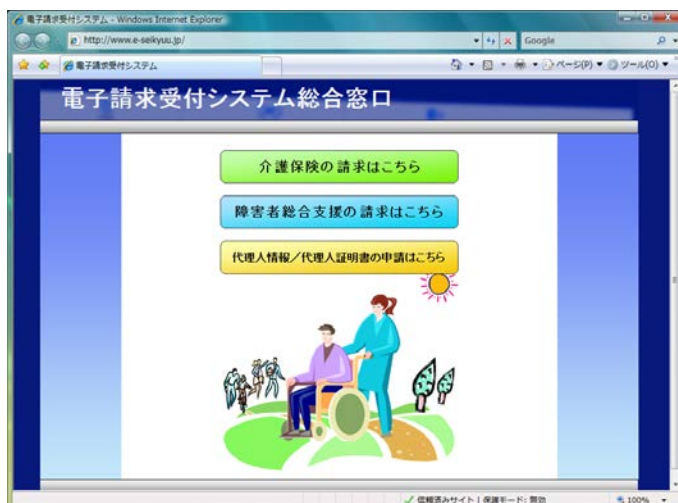 電子請求受付システム - Windows Internet Explorer
http://www.e-seikyuu.jp/
Google
電子請求受付システム
ページ(P)
ツール(O)
電子請求受付システム総合窓口
介護保険の請求はこちら
障害者総合支援の請求はこちら
代理人情報／代理人証明書の申請はこちら
信頼済みサイト | 保護モード: 無効
100%